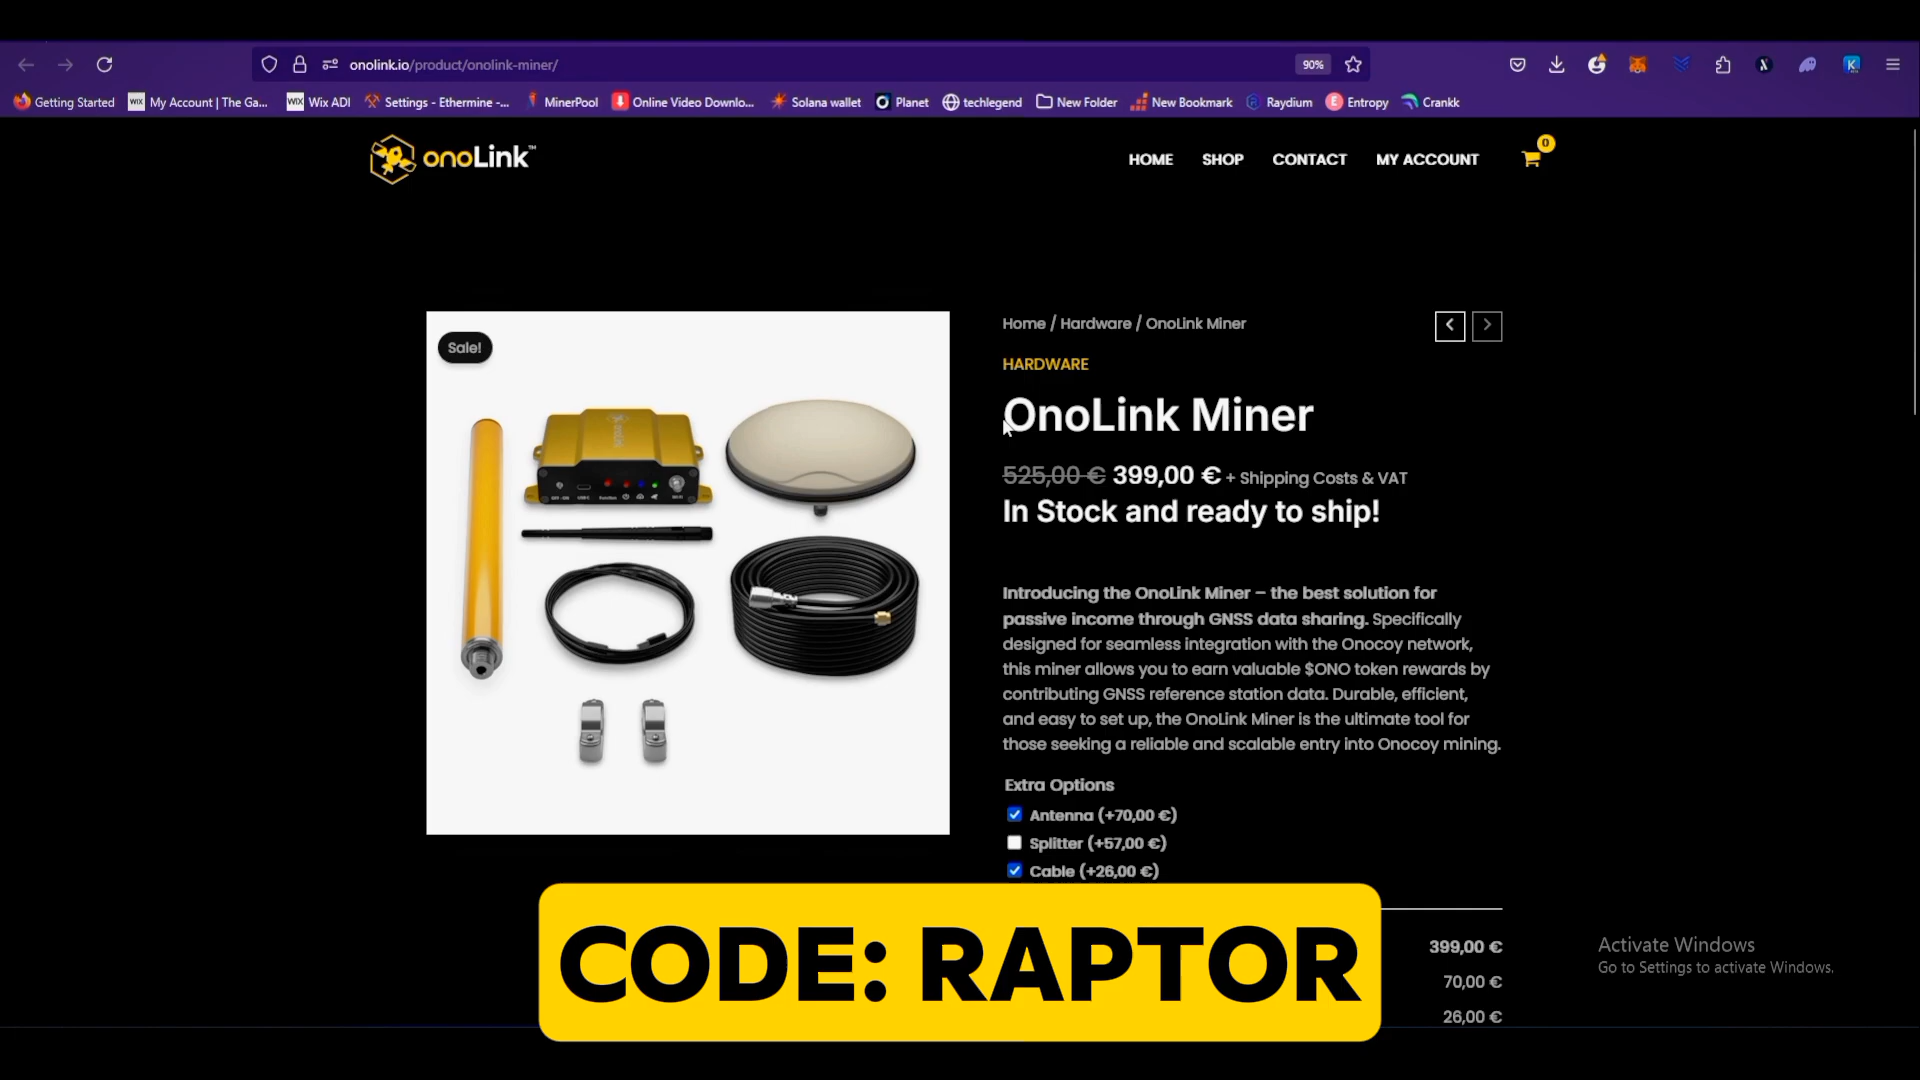 onolink.io/product/onolink-miner/
90%
Getting Started
WIX My Account | The Ga...
WIX Wix ADI
Settings - Ethermine -...
MinerPool
Online Video Downlo...
Solana wallet
Planet
techlegend
New Folder
New Bookmark
Raydium
Entropy
Crankk
onoLink™
HOME
SHOP
CONTACT
MY ACCOUNT
0
Sale!
Home / Hardware / OnoLink Miner
HARDWARE
OnoLink Miner
525,00 € 399,00 € + Shipping Costs & VAT
In Stock and ready to ship!
Introducing the OnoLink Miner – the best solution for
passive income through GNSS data sharing. Specifically
designed for seamless integration with the Onocoy network,
this miner allows you to earn valuable $ONO token rewards by
contributing GNSS reference station data. Durable, efficient,
and easy to set up, the OnoLink Miner is the ultimate tool for
those seeking a reliable and scalable entry into Onocoy mining.
Extra Options
Antenna (+70,00 €)
Splitter (+57,00 €)
Cable (+26,00 €)
399,00 €
70,00 €
26,00 €
CODE: RAPTOR
Activate Windows
Go to Settings to activate Windows.